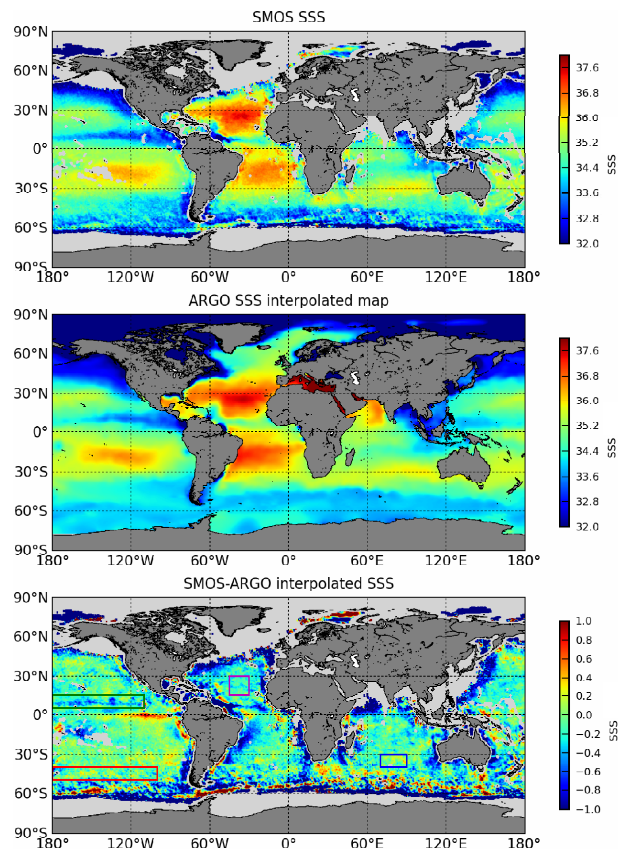 SMOS SSS
90°N
60°N
30°N
0°
30°S
60°S
90°S
180° 120°W 60°W 0° 60°E 120°E 180°
37.6
36.8
36.0
35.2
34.4
33.6
32.8
32.0
SSS
ARGO SSS interpolated map
90°N
60°N
30°N
0°
30°S
60°S
90°S
180° 120°W 60°W 0° 60°E 120°E 180°
37.6
36.8
36.0
35.2
34.4
33.6
32.8
32.0
SSS
SMOS-ARGO interpolated SSS
90°N
60°N
30°N
0°
30°S
60°S
90°S
180° 120°W 60°W 0° 60°E 120°E 180°
1.0
0.8
0.6
0.4
0.2
0.0
−0.2
−0.4
−0.6
−0.8
−1.0
SSS